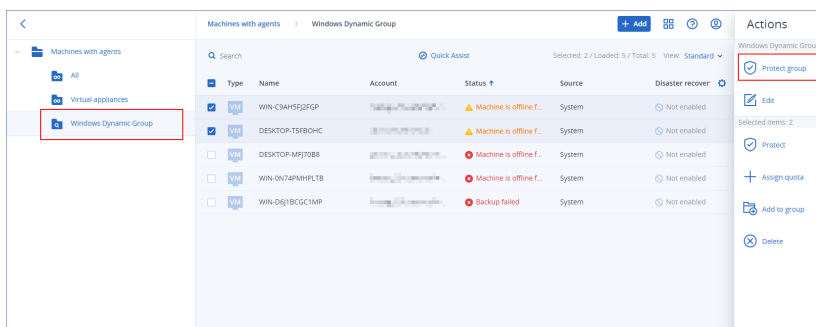 Machines with agents > Windows Dynamic Group
+ Add
Actions
Machines with agents
All
Virtual appliances
Windows Dynamic Group
Search
Quick Assist
Selected: 2 / Loaded: 5 / Total: 5 View: Standard
Type Name Account Status ↑ Source Disaster recover
VM WIN-C9AH5FJ2FGP Machine is offline f... System Not enabled
VM DESKTOP-T5FBOHC Machine is offline f... System Not enabled
VM DESKTOP-MFJ70B8 Machine is offline f... System Not enabled
VM WIN-0N74PMHPLTB Machine is offline f... System Not enabled
VM WIN-D6J1BCGC1MP Backup failed System Not enabled
Windows Dynamic Grou
Protect group
Edit
Selected items: 2
Protect
Assign quota
Add to group
Delete